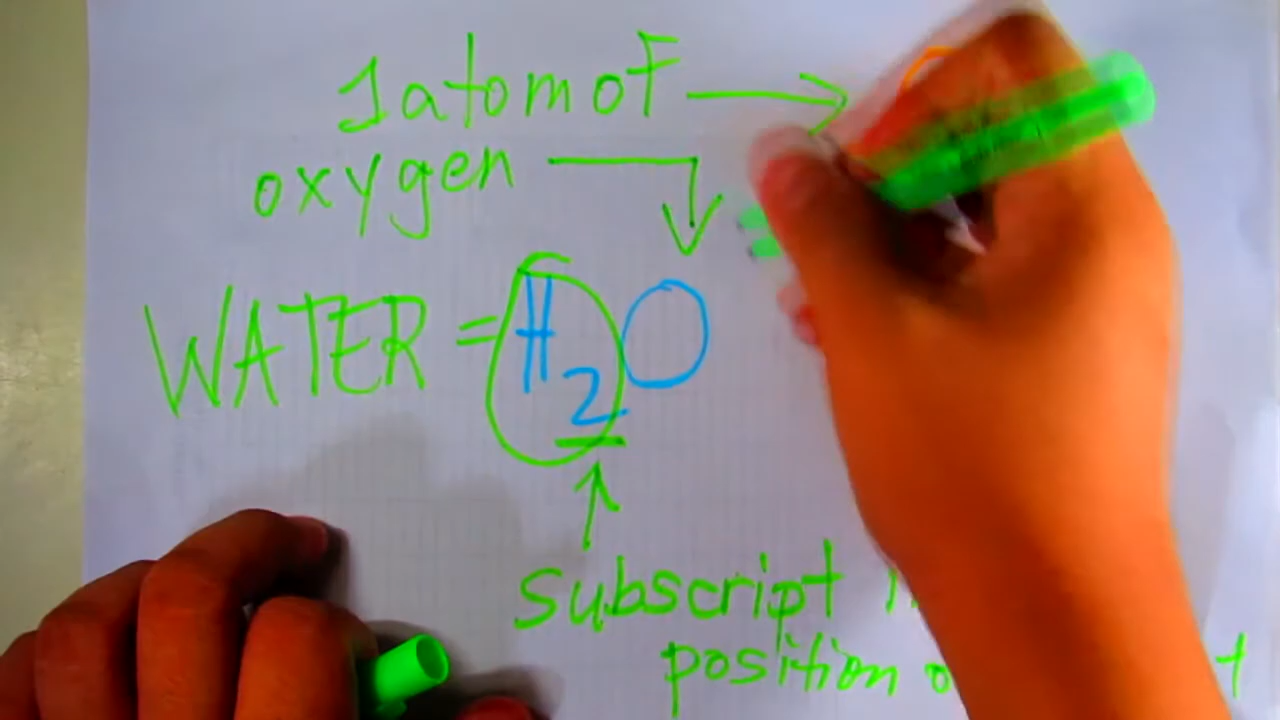 1 atom of
oxygen
WATER = H₂O
subscript
position